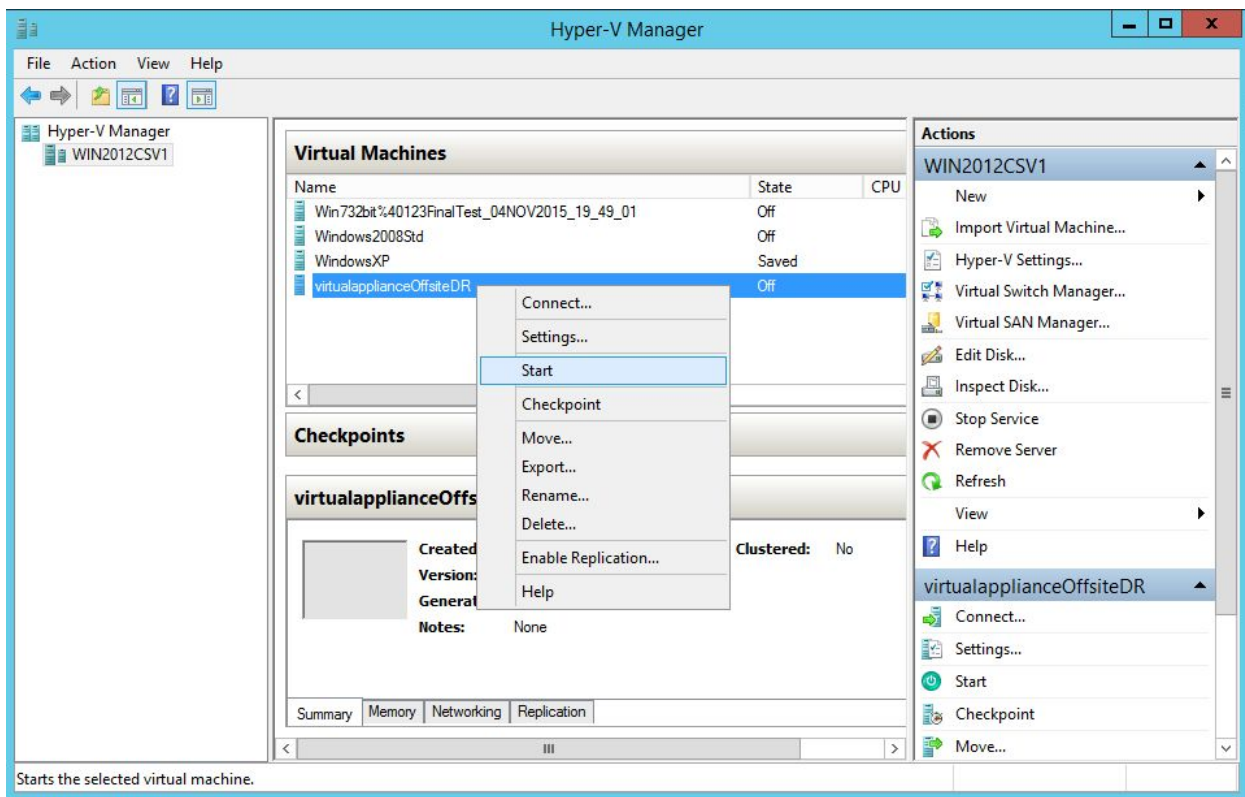 Hyper-V Manager
File Action View Help
Hyper-V Manager
WIN2012CSV1
Virtual Machines
Name State CPU
Win732bit%40123FinalTest_04NOV2015_19_49_01 Off
Windows2008Std Off
WindowsXP Saved
virtualapplianceOffsiteDR Off
Connect...
Settings...
Start
Checkpoint
Move...
Export...
Rename...
Delete...
Enable Replication...
Help
Checkpoints
virtualapplianceOffs
Created Clustered: No
Version:
Generat
Notes: None
Summary Memory Networking Replication
Actions
WIN2012CSV1
New
Import Virtual Machine...
Hyper-V Settings...
Virtual Switch Manager...
Virtual SAN Manager...
Edit Disk...
Inspect Disk...
Stop Service
Remove Server
Refresh
View
Help
virtualapplianceOffsiteDR
Connect...
Settings...
Start
Checkpoint
Move...
Starts the selected virtual machine.